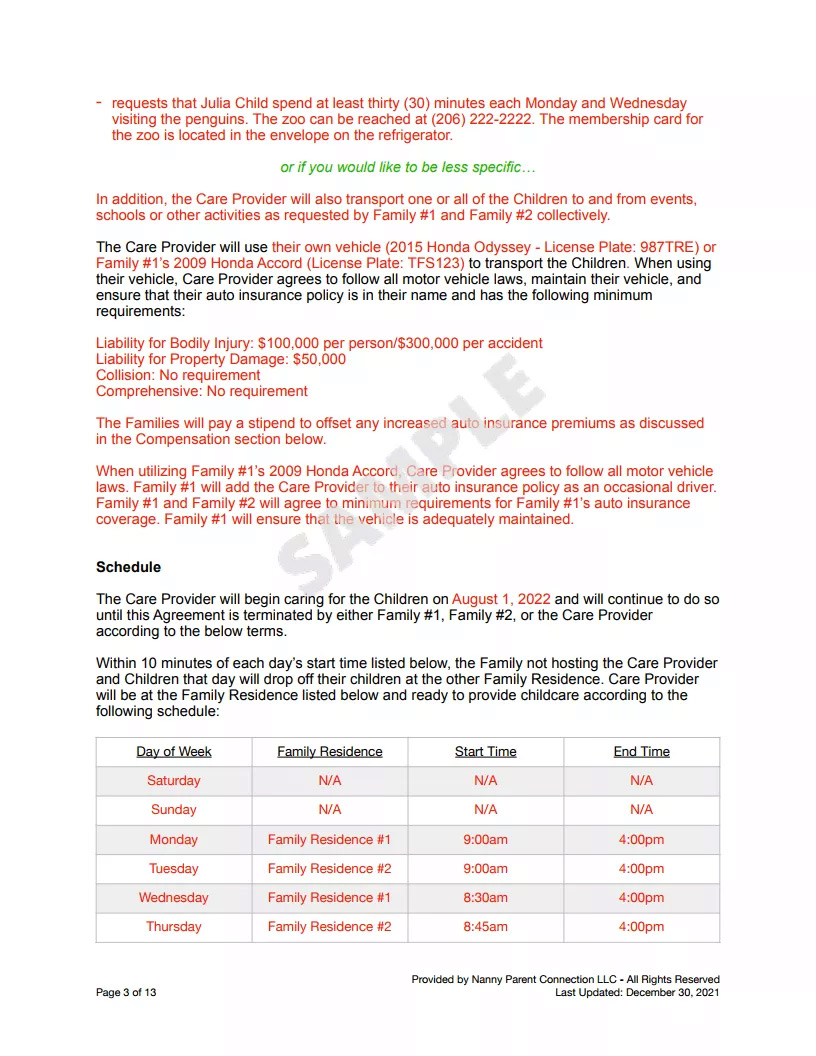 - requests that Julia Child spend at least thirty (30) minutes each Monday and Wednesday
visiting the penguins. The zoo can be reached at (206) 222-2222. The membership card for
the zoo is located in the envelope on the refrigerator.
or if you would like to be less specific…
In addition, the Care Provider will also transport one or all of the Children to and from events,
schools or other activities as requested by Family #1 and Family #2 collectively.
The Care Provider will use their own vehicle (2015 Honda Odyssey - License Plate: 987TRE) or
Family #1's 2009 Honda Accord (License Plate: TFS123) to transport the Children. When using
their vehicle, Care Provider agrees to follow all motor vehicle laws, maintain their vehicle, and
ensure that their auto insurance policy is in their name and has the following minimum
requirements:
Liability for Bodily Injury: $100,000 per person/$300,000 per accident
Liability for Property Damage: $50,000
Collision: No requirement
Comprehensive: No requirement
The Families will pay a stipend to offset any increased auto insurance premiums as discussed
in the Compensation section below.
When utilizing Family #1's 2009 Honda Accord, Care Provider agrees to follow all motor vehicle
laws. Family #1 will add the Care Provider to their auto insurance policy as an occasional driver.
Family #1 and Family #2 will agree to minimum requirements for Family #1's auto insurance
coverage. Family #1 will ensure that the vehicle is adequately maintained.
SAMPLE
Schedule
The Care Provider will begin caring for the Children on August 1, 2022 and will continue to do so
until this Agreement is terminated by either Family #1, Family #2, or the Care Provider
according to the below terms.
Within 10 minutes of each day's start time listed below, the Family not hosting the Care Provider
and Children that day will drop off their children at the other Family Residence. Care Provider
will be at the Family Residence listed below and ready to provide childcare according to the
following schedule:
Day of Week Family Residence Start Time End Time
Saturday N/A N/A N/A
Sunday N/A N/A N/A
Monday Family Residence #1 9:00am 4:00pm
Tuesday Family Residence #2 9:00am 4:00pm
Wednesday Family Residence #1 8:30am 4:00pm
Thursday Family Residence #2 8:45am 4:00pm
Provided by Nanny Parent Connection LLC - All Rights Reserved
Page 3 of 13 Last Updated: December 30, 2021